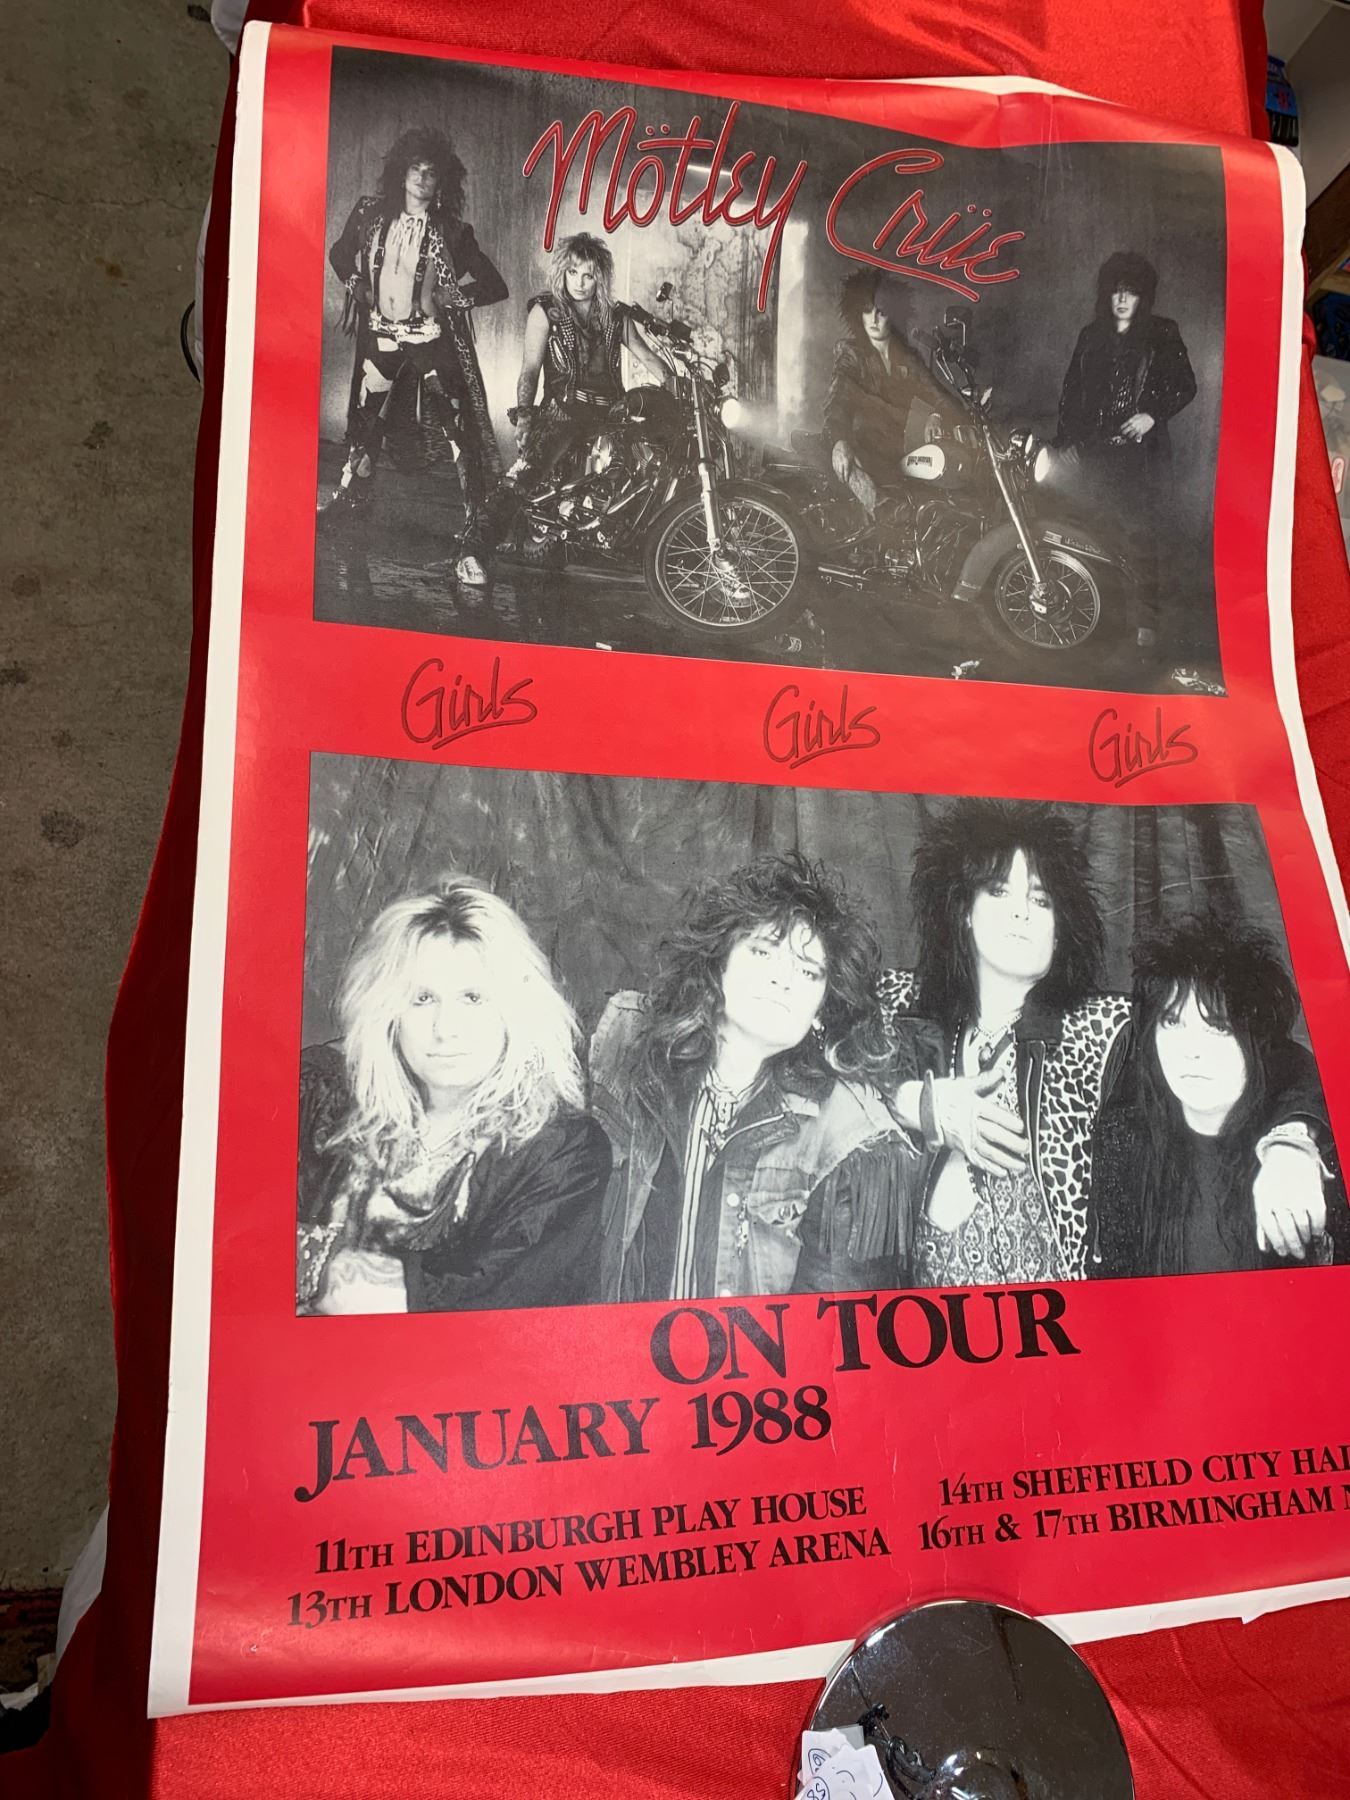 Mötley Crüe
Girls Girls Girls
ON TOUR
JANUARY 1988
11TH EDINBURGH PLAY HOUSE
13TH LONDON WEMBLEY ARENA
14TH SHEFFIELD CITY HAL
16TH & 17TH BIRMINGHAM